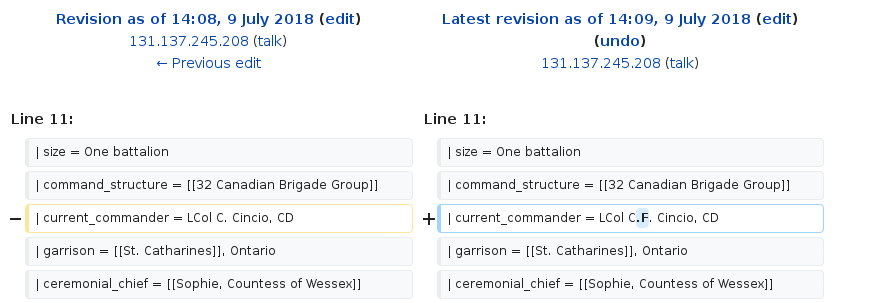 Revision as of 14:08, 9 July 2018 (edit)
131.137.245.208 (talk)
← Previous edit
Latest revision as of 14:09, 9 July 2018 (edit)
(undo)
131.137.245.208 (talk)
Line 11:
Line 11:
| size = One battalion
| size = One battalion
| command_structure = [[32 Canadian Brigade Group]]
| command_structure = [[32 Canadian Brigade Group]]
− | current_commander = LCol C. Cincio, CD
+ | current_commander = LCol C.F. Cincio, CD
| garrison = [[St. Catharines]], Ontario
| garrison = [[St. Catharines]], Ontario
| ceremonial_chief = [[Sophie, Countess of Wessex]]
| ceremonial_chief = [[Sophie, Countess of Wessex]]